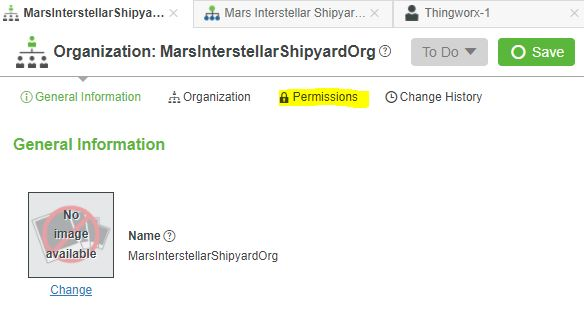 MarsInterstellarShipya... Mars Interstellar Shipyar... Thingworx-1
Organization: MarsInterstellarShipyardOrg ? To Do Save
General Information Organization Permissions Change History
General Information
No
image
available
Name ?
MarsInterstellarShipyardOrg
Change